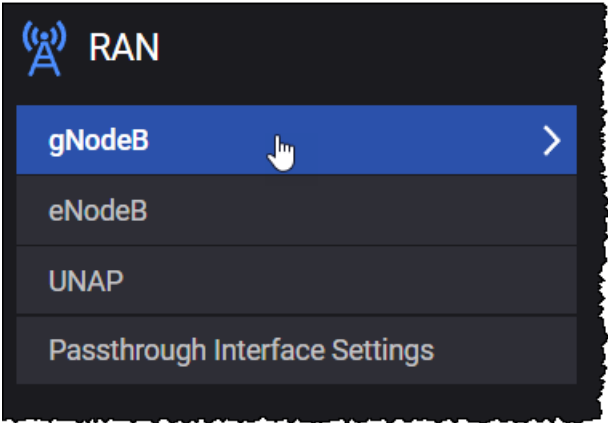 RAN
gNodeB
eNodeB
UNAP
Passthrough Interface Settings